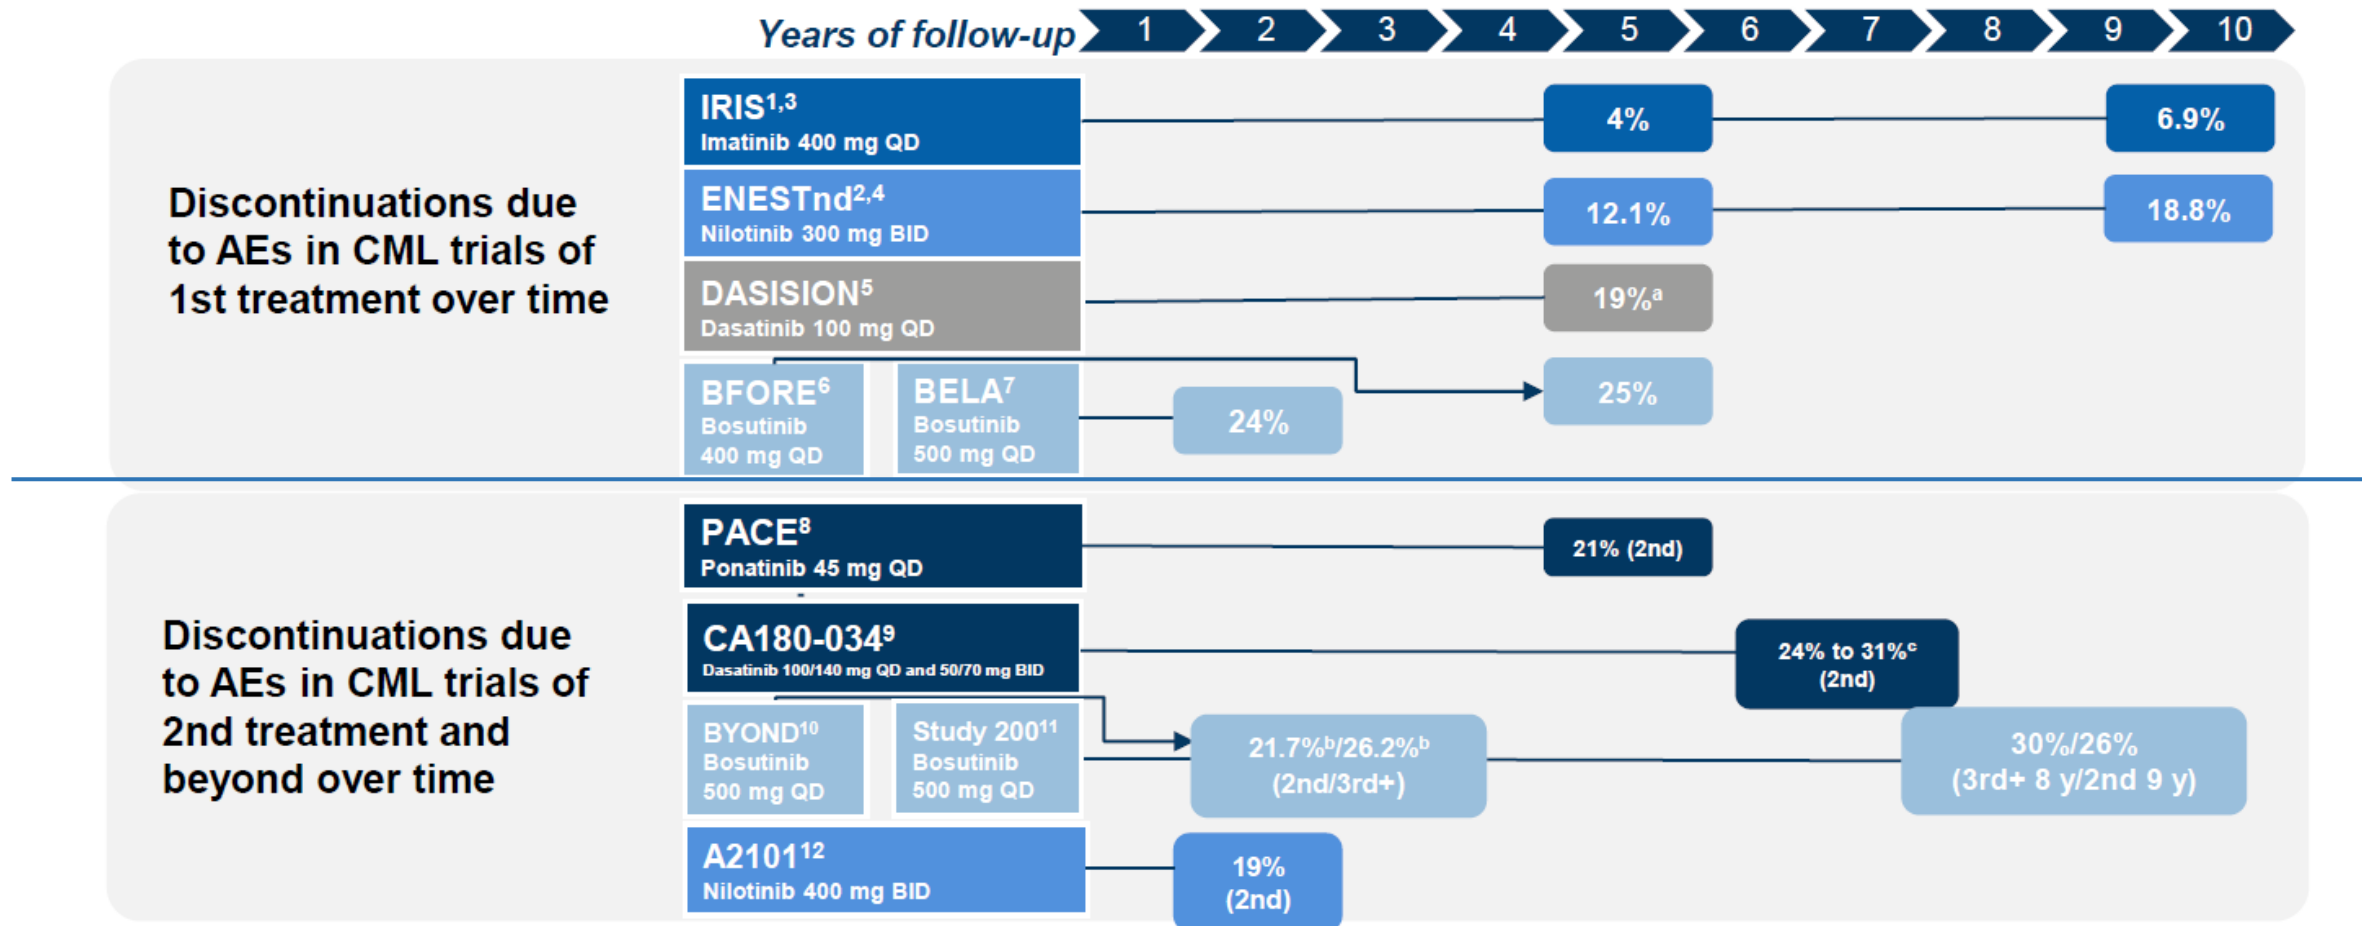 Years of follow-up 1 2 3 4 5 6 7 8 9 10
Discontinuations due
to AEs in CML trials of
1st treatment over time
IRIS1,3
Imatinib 400 mg QD
4%
6.9%
ENESTnd2,4
Nilotinib 300 mg BID
12.1%
18.8%
DASISION5
Dasatinib 100 mg QD
19%a
BFORE6
Bosutinib
400 mg QD
BELA7
Bosutinib
500 mg QD
24%
25%
Discontinuations due
to AEs in CML trials of
2nd treatment and
beyond over time
PACE8
Ponatinib 45 mg QD
21% (2nd)
CA180-0349
Dasatinib 100/140 mg QD and 50/70 mg BID
24% to 31%c
(2nd)
BYOND10
Bosutinib
500 mg QD
Study 20011
Bosutinib
500 mg QD
21.7%b/26.2%b
(2nd/3rd+)
30%/26%
(3rd+ 8 y/2nd 9 y)
A210112
Nilotinib 400 mg BID
19%
(2nd)